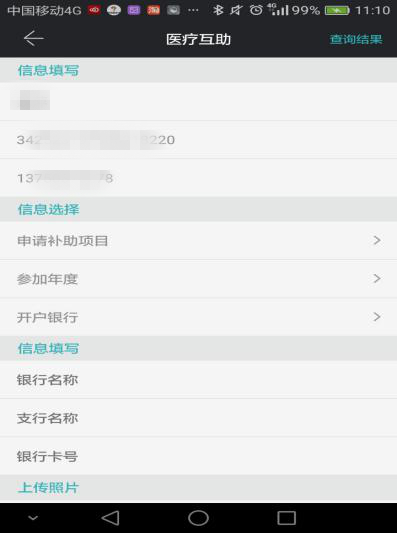 中国移动4G 99% 11:10
医疗互助 查询结果
信息填写
342 220
137 78
信息选择
申请补助项目
参加年度
开户银行
信息填写
银行名称
支行名称
银行卡号
上传照片